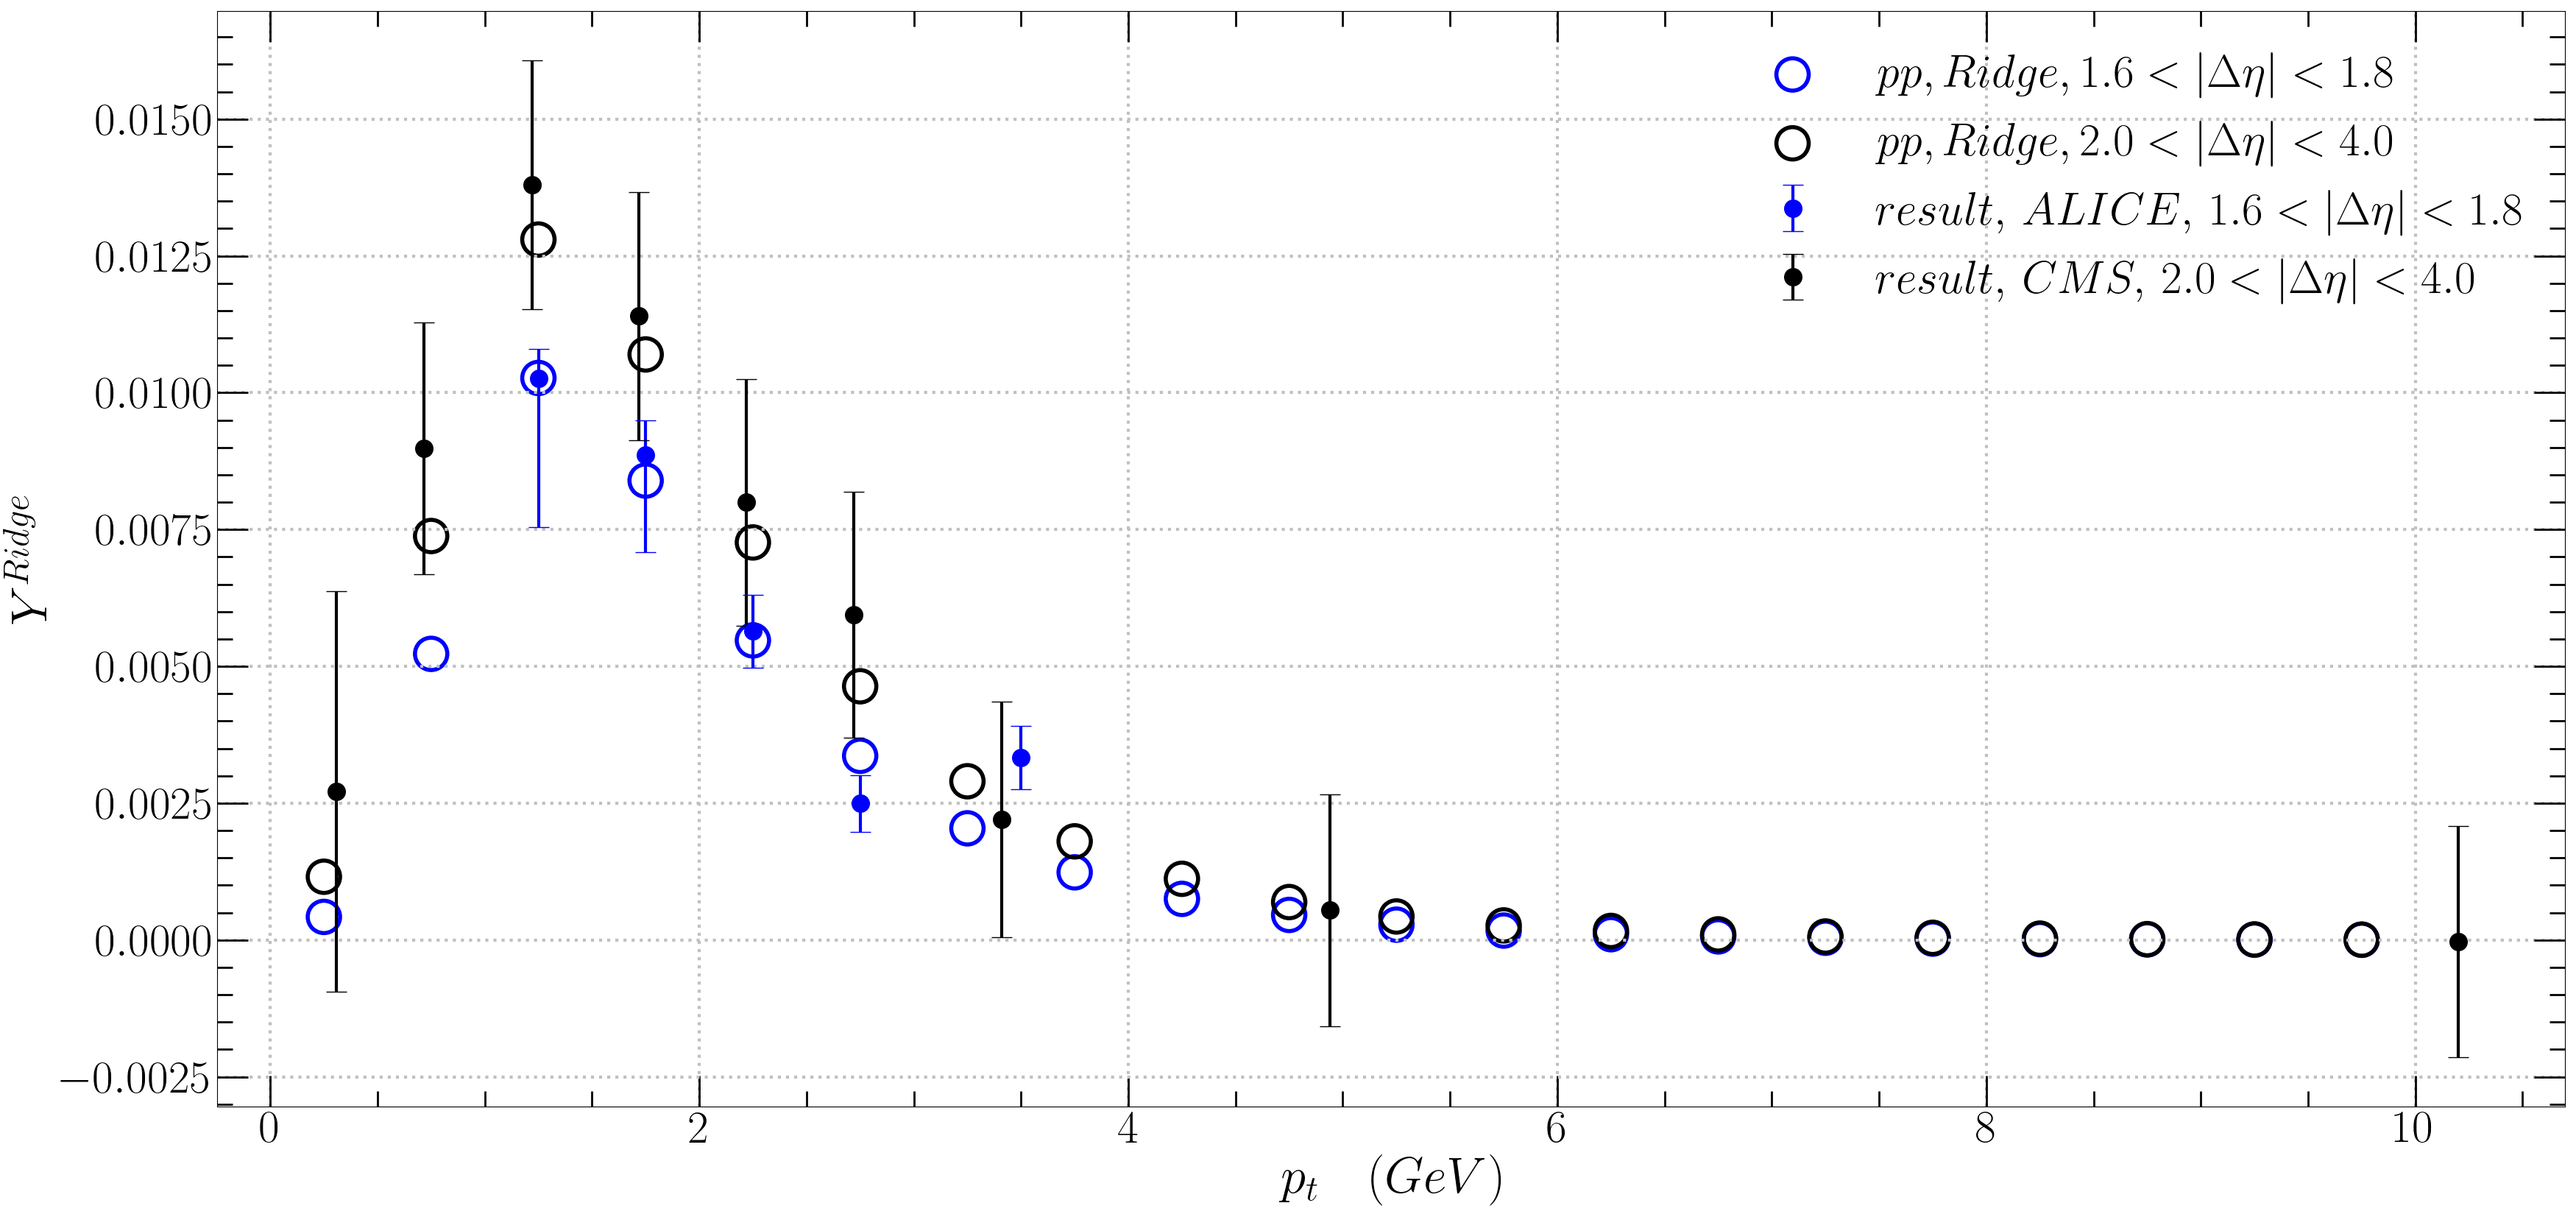 pp, Ridge, 1.6 < |Δη| < 1.8
pp, Ridge, 2.0 < |Δη| < 4.0
result, ALICE, 1.6 < |Δη| < 1.8
result, CMS, 2.0 < |Δη| < 4.0
Y^{Ridge}
0.0150
0.0125
0.0100
0.0075
0.0050
0.0025
0.0000
−0.0025
0 2 4 6 8 10
p_t (GeV)